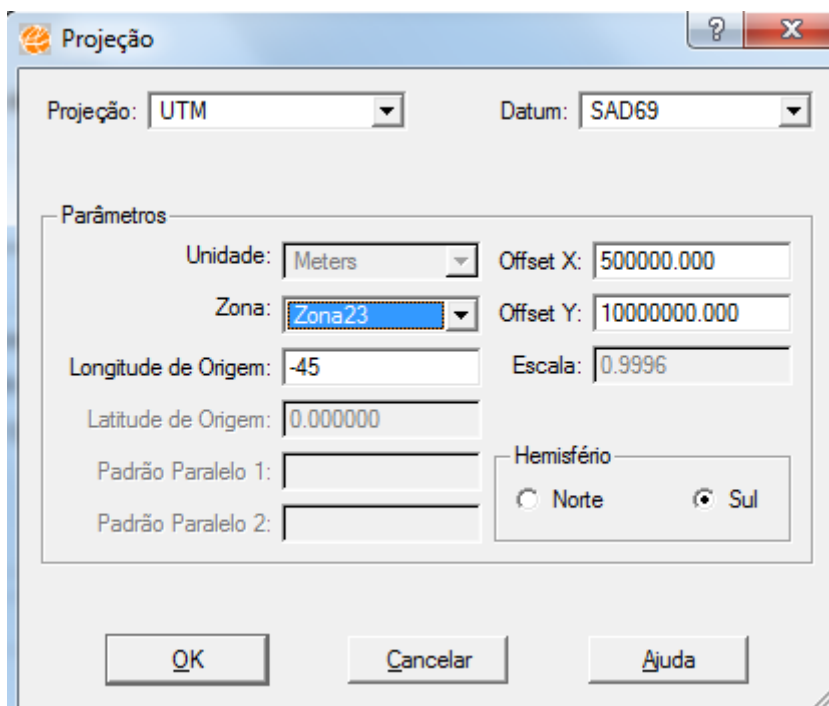 Projeção
Projeção: UTM Datum: SAD69
Parâmetros
Unidade: Meters Offset X: 500000.000
Zona: Zona23 Offset Y: 10000000.000
Longitude de Origem: -45 Escala: 0.9996
Latitude de Origem: 0.000000
Hemisfério
Padrão Paralelo 1:
Norte Sul
Padrão Paralelo 2:
OK Cancelar Ajuda